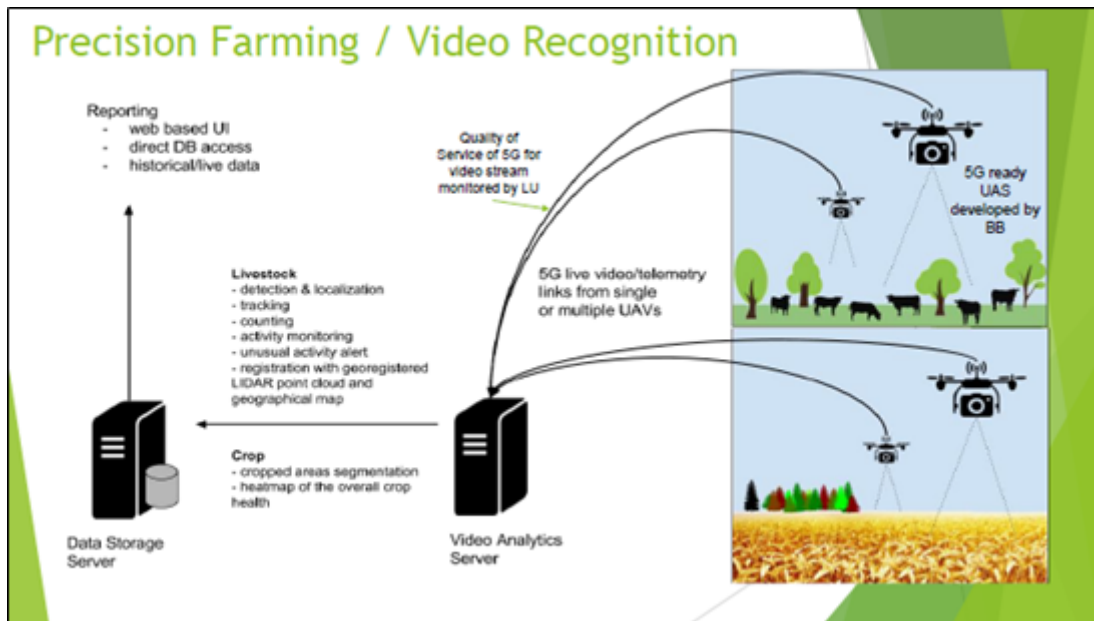 Precision Farming / Video Recognition
Reporting
- web based UI
- direct DB access
- historical/live data
Quality of
Service of 5G for
video stream
monitored by LU
5G ready
UAS
developed by
BB
Livestock
- detection & localization
- tracking
- counting
- activity monitoring
- unusual activity alert
- registration with georegistered
LIDAR point cloud and
geographical map
5G live video/telemetry
links from single
or multiple UAVs
Crop
- cropped areas segmentation
- heatmap of the overall crop
health
Data Storage
Server
Video Analytics
Server